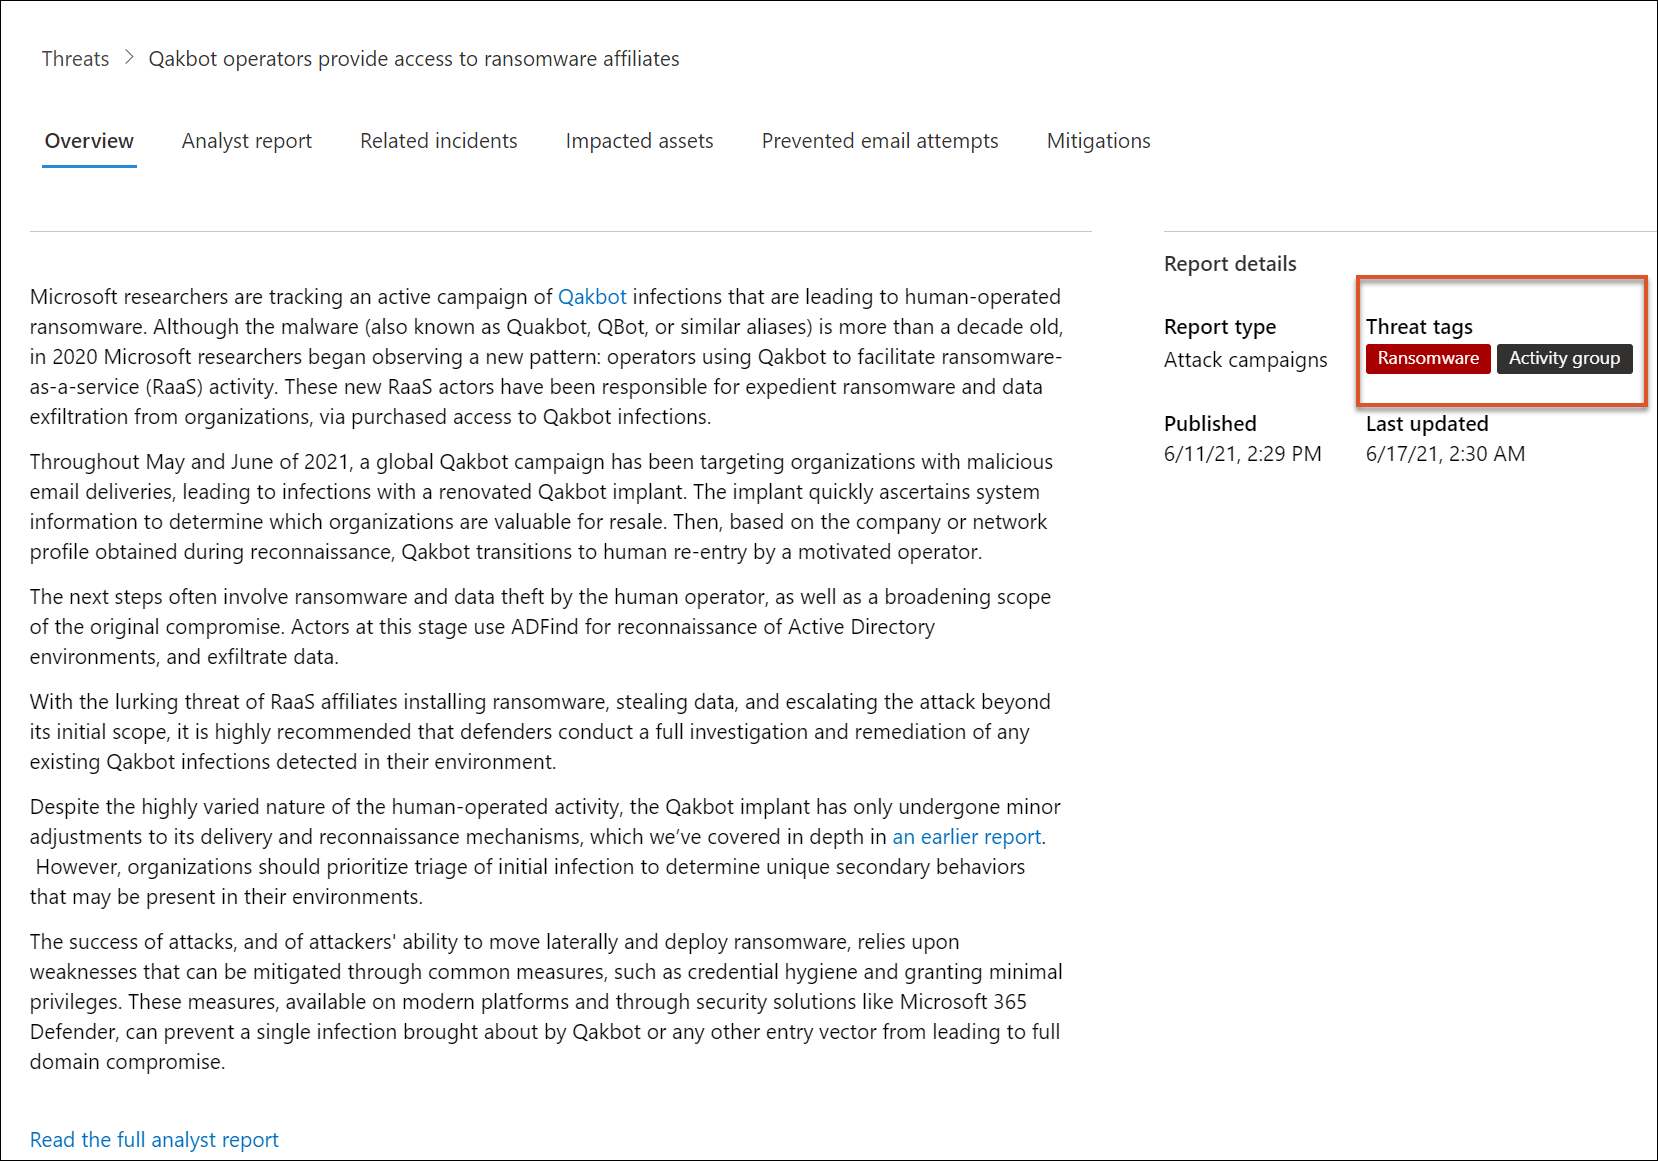 Threats > Qakbot operators provide access to ransomware affiliates
Overview Analyst report Related incidents Impacted assets Prevented email attempts Mitigations
Microsoft researchers are tracking an active campaign of Qakbot infections that are leading to human-operated
ransomware. Although the malware (also known as Quakbot, QBot, or similar aliases) is more than a decade old,
in 2020 Microsoft researchers began observing a new pattern: operators using Qakbot to facilitate ransomware-
as-a-service (RaaS) activity. These new RaaS actors have been responsible for expedient ransomware and data
exfiltration from organizations, via purchased access to Qakbot infections.
Throughout May and June of 2021, a global Qakbot campaign has been targeting organizations with malicious
email deliveries, leading to infections with a renovated Qakbot implant. The implant quickly ascertains system
information to determine which organizations are valuable for resale. Then, based on the company or network
profile obtained during reconnaissance, Qakbot transitions to human re-entry by a motivated operator.
The next steps often involve ransomware and data theft by the human operator, as well as a broadening scope
of the original compromise. Actors at this stage use ADFind for reconnaissance of Active Directory
environments, and exfiltrate data.
With the lurking threat of RaaS affiliates installing ransomware, stealing data, and escalating the attack beyond
its initial scope, it is highly recommended that defenders conduct a full investigation and remediation of any
existing Qakbot infections detected in their environment.
Despite the highly varied nature of the human-operated activity, the Qakbot implant has only undergone minor
adjustments to its delivery and reconnaissance mechanisms, which we've covered in depth in an earlier report.
However, organizations should prioritize triage of initial infection to determine unique secondary behaviors
that may be present in their environments.
The success of attacks, and of attackers' ability to move laterally and deploy ransomware, relies upon
weaknesses that can be mitigated through common measures, such as credential hygiene and granting minimal
privileges. These measures, available on modern platforms and through security solutions like Microsoft 365
Defender, can prevent a single infection brought about by Qakbot or any other entry vector from leading to full
domain compromise.
Read the full analyst report
Report details
Report type
Attack campaigns
Threat tags
Ransomware Activity group
Published
6/11/21, 2:29 PM
Last updated
6/17/21, 2:30 AM